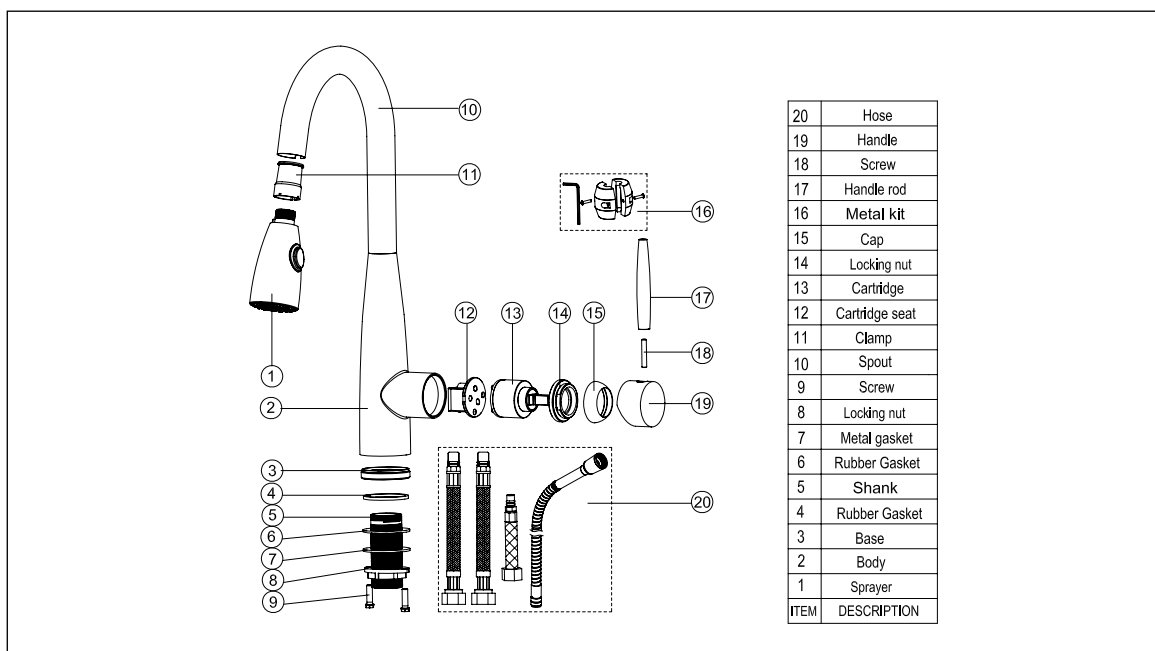 10
11
16
1
2
12
13
14
15
17
18
19
3
4
5
6
7
8
9
20
20 Hose
19 Handle
18 Screw
17 Handle rod
16 Metal kit
15 Cap
14 Locking nut
13 Cartridge
12 Cartridge seat
11 Clamp
10 Spout
9 Screw
8 Locking nut
7 Metal gasket
6 Rubber Gasket
5 Shank
4 Rubber Gasket
3 Base
2 Body
1 Sprayer
ITEM DESCRIPTION